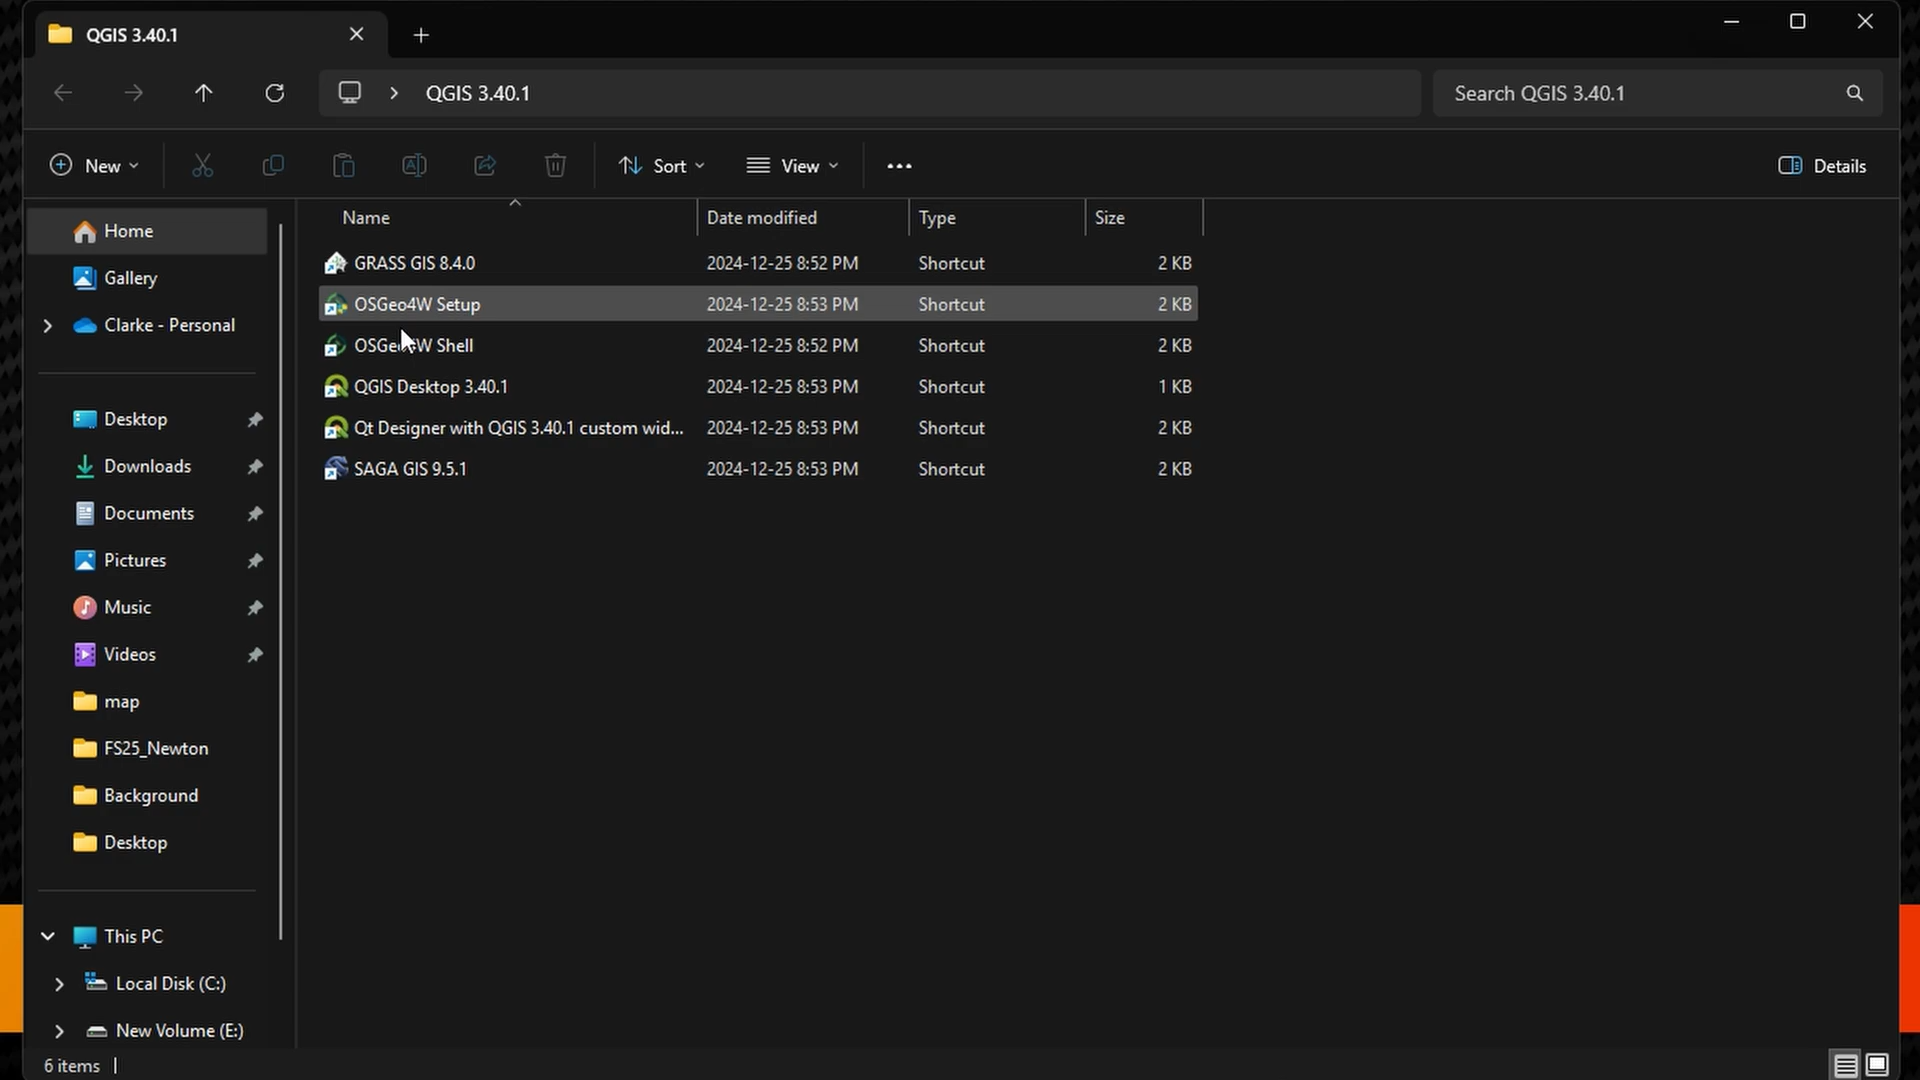 QGIS 3.40.1
QGIS 3.40.1
Search QGIS 3.40.1
New
Sort
View
Details
Name Date modified Type Size
Home
Gallery
Clarke - Personal
Desktop
Downloads
Documents
Pictures
Music
Videos
map
FS25_Newton
Background
Desktop
This PC
Local Disk (C:)
New Volume (E:)
GRASS GIS 8.4.0 2024-12-25 8:52 PM Shortcut 2 KB
OSGeo4W Setup 2024-12-25 8:53 PM Shortcut 2 KB
OSGeo4W Shell 2024-12-25 8:52 PM Shortcut 2 KB
QGIS Desktop 3.40.1 2024-12-25 8:53 PM Shortcut 1 KB
Qt Designer with QGIS 3.40.1 custom wid... 2024-12-25 8:53 PM Shortcut 2 KB
SAGA GIS 9.5.1 2024-12-25 8:53 PM Shortcut 2 KB
6 items